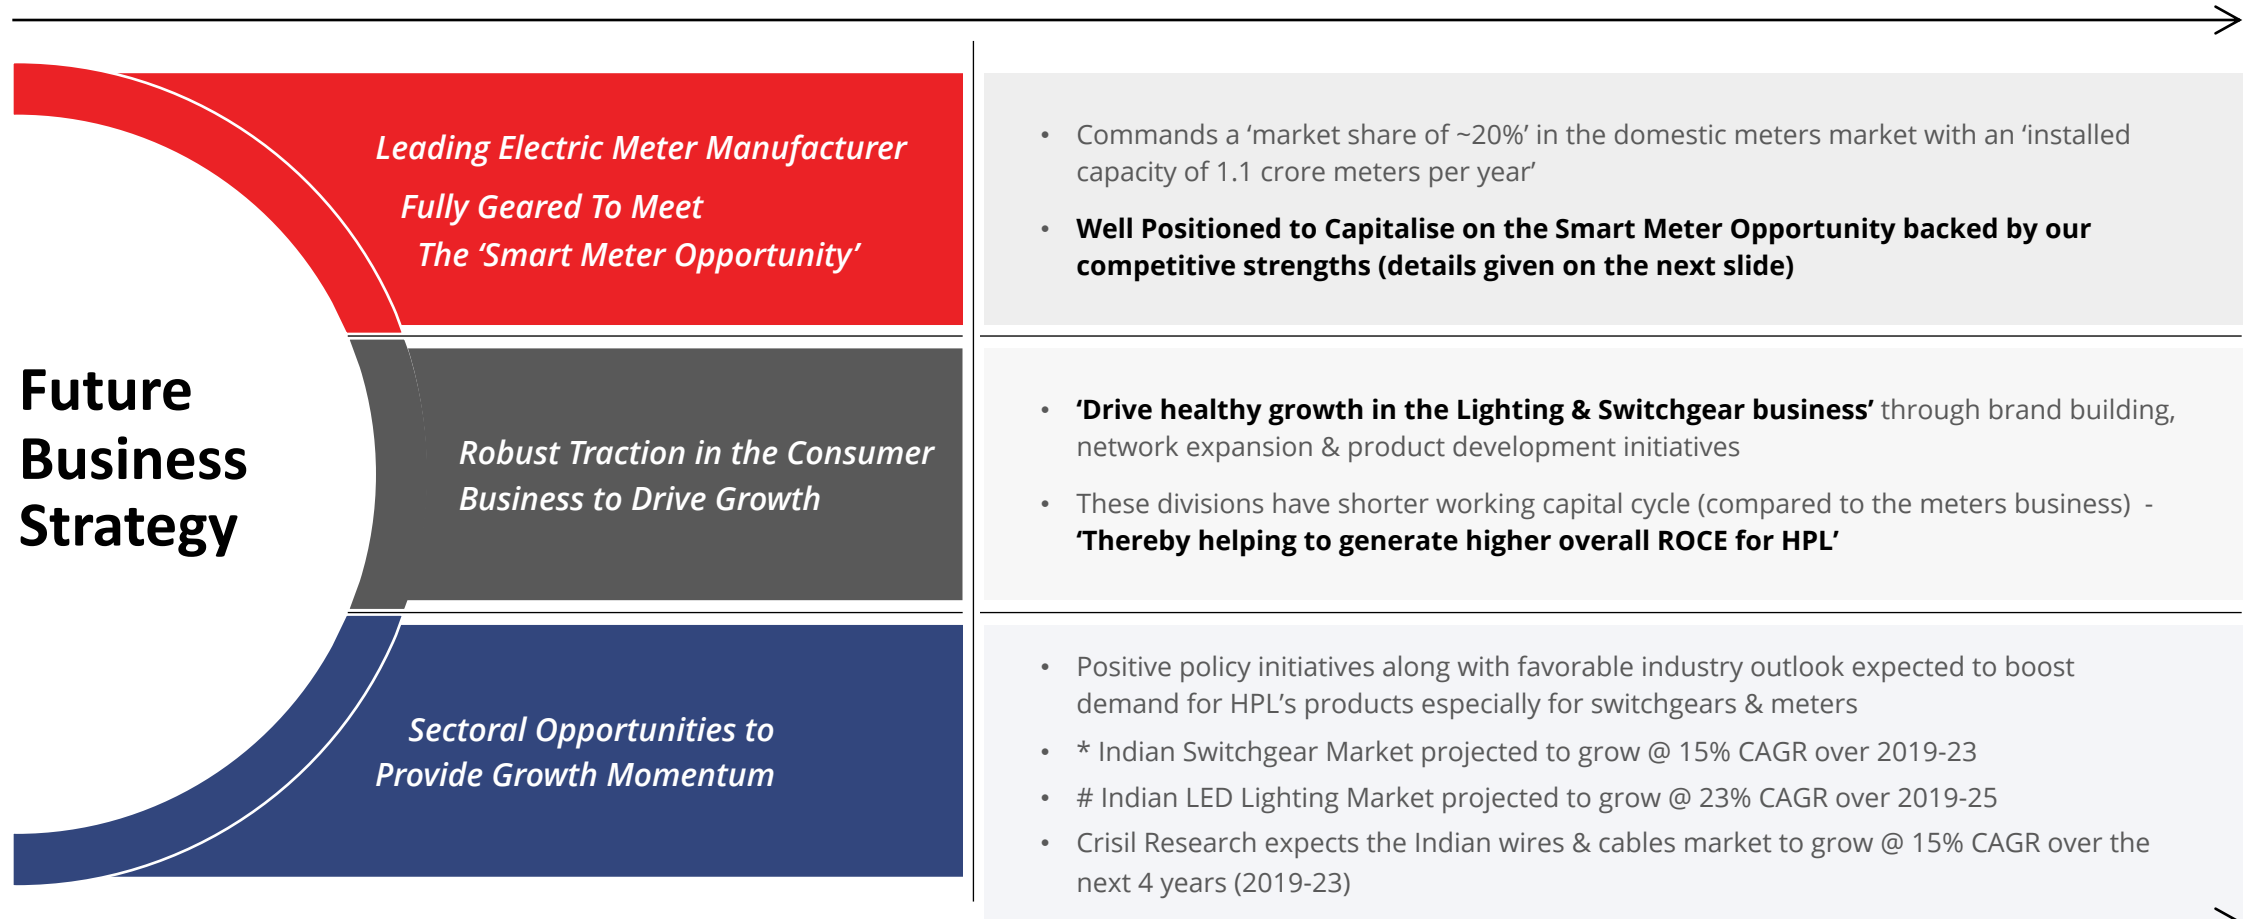 Future
Business
Strategy
Leading Electric Meter Manufacturer
Fully Geared To Meet
The ‘Smart Meter Opportunity’
• Commands a ‘market share of ~20%’ in the domestic meters market with an ‘installed
capacity of 1.1 crore meters per year’
• Well Positioned to Capitalise on the Smart Meter Opportunity backed by our
competitive strengths (details given on the next slide)
Robust Traction in the Consumer
Business to Drive Growth
• ‘Drive healthy growth in the Lighting & Switchgear business’ through brand building,
network expansion & product development initiatives
• These divisions have shorter working capital cycle (compared to the meters business) -
‘Thereby helping to generate higher overall ROCE for HPL’
Sectoral Opportunities to
Provide Growth Momentum
• Positive policy initiatives along with favorable industry outlook expected to boost
demand for HPL’s products especially for switchgears & meters
• * Indian Switchgear Market projected to grow @ 15% CAGR over 2019-23
• # Indian LED Lighting Market projected to grow @ 23% CAGR over 2019-25
• Crisil Research expects the Indian wires & cables market to grow @ 15% CAGR over the
next 4 years (2019-23)